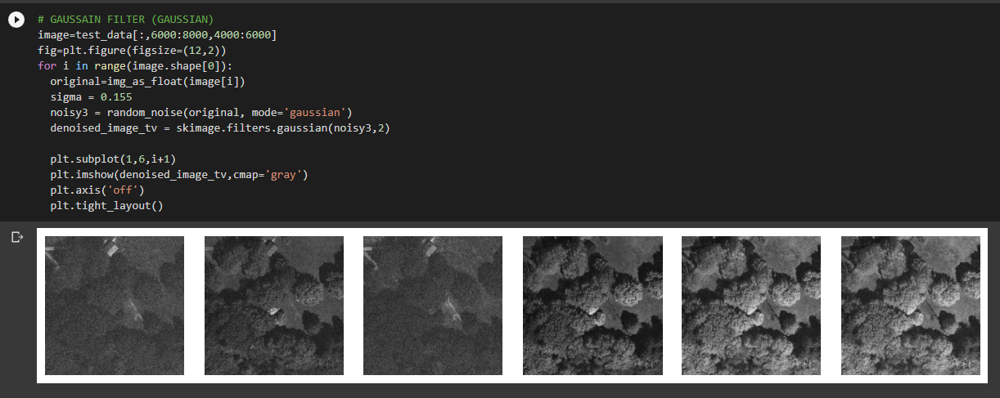 # GAUSSAIN FILTER (GAUSSIAN)
image=test_data[:,6000:8000,4000:6000]
fig=plt.figure(figsize=(12,2))
for i in range(image.shape[0]):
  original=img_as_float(image[i])
  sigma = 0.155
  noisy3 = random_noise(original, mode='gaussian')
  denoised_image_tv = skimage.filters.gaussian(noisy3,2)
  plt.subplot(1,6,i+1)
  plt.imshow(denoised_image_tv,cmap='gray')
  plt.axis('off')
  plt.tight_layout()